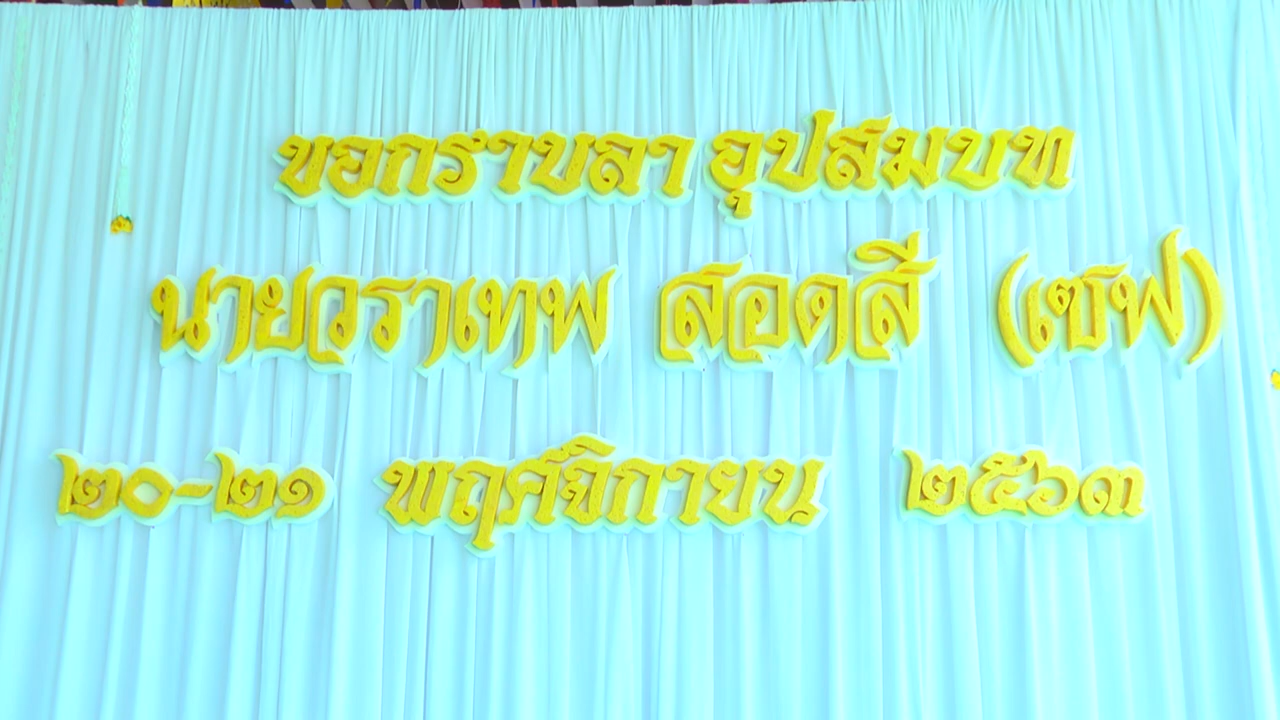 ขอกราบลา อุปสมบท
นายวราเทพ สอดสี (เซฟ)
๒๐-๒๑ พฤศจิกายน ๒๕๖๓